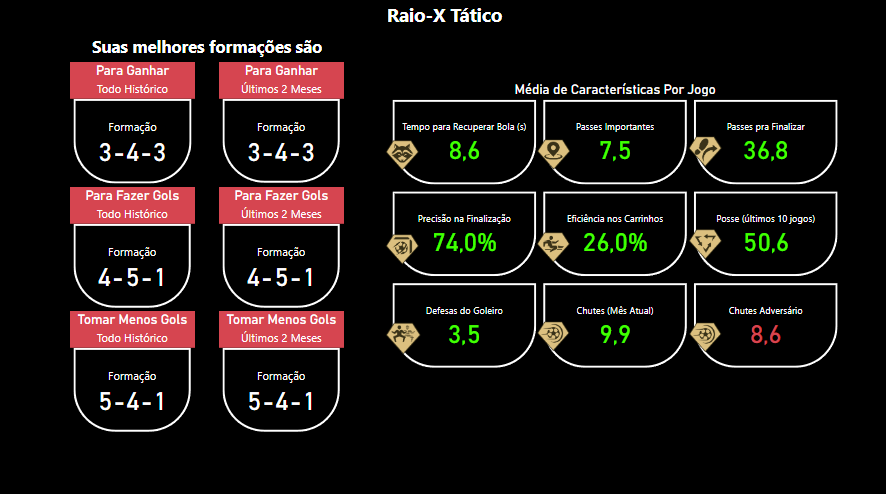 Raio-X Tático
Suas melhores formações são
Para Ganhar
Todo Histórico
Formação
3-4-3
Para Ganhar
Últimos 2 Meses
Formação
3-4-3
Para Fazer Gols
Todo Histórico
Formação
4-5-1
Para Fazer Gols
Últimos 2 Meses
Formação
4-5-1
Tomar Menos Gols
Todo Histórico
Formação
5-4-1
Tomar Menos Gols
Últimos 2 Meses
Formação
5-4-1
Média de Características Por Jogo
Tempo para Recuperar Bola (s)
8,6
Passes Importantes
7,5
Passes pra Finalizar
36,8
Precisão na Finalização
74,0%
Eficiência nos Carrinhos
26,0%
Posse (últimos 10 jogos)
50,6
Defesas do Goleiro
3,5
Chutes (Mês Atual)
9,9
Chutes Adversário
8,6